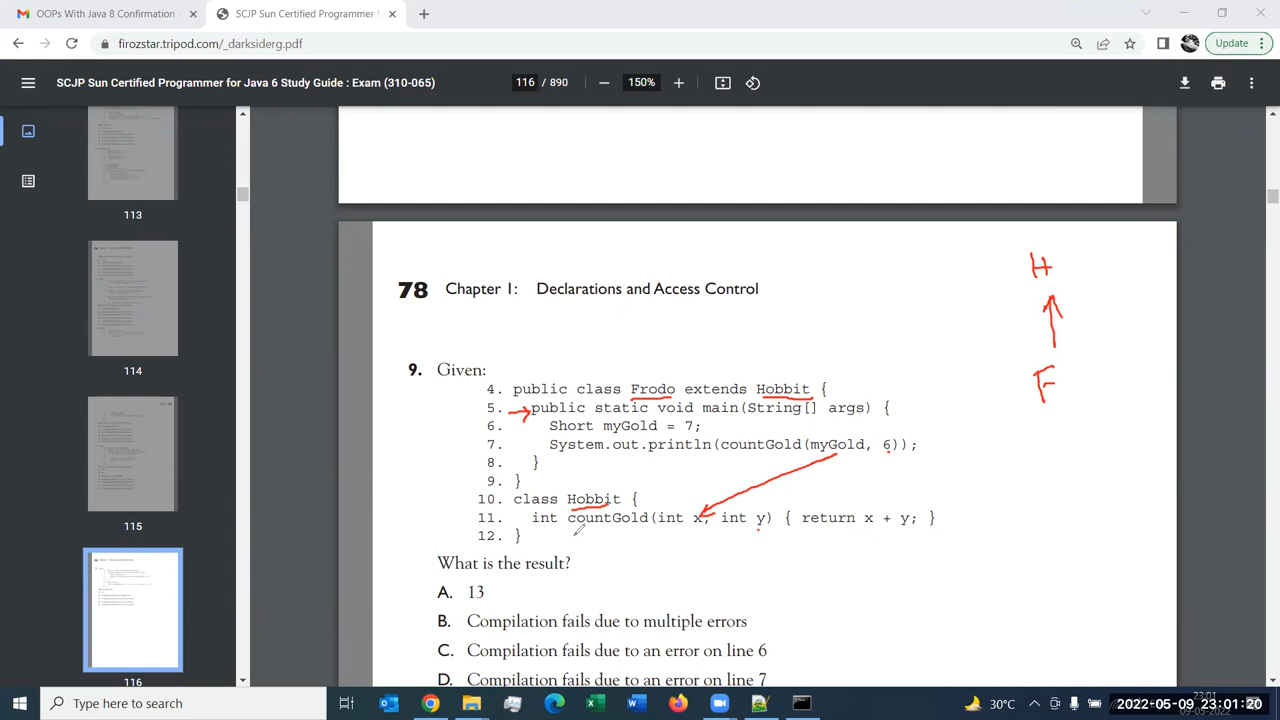 OOPs With Java 8 Confirmation -
SCJP Sun Certified Programmer
firozstar.tripod.com/_darksiderg.pdf
Update
SCJP Sun Certified Programmer for Java 6 Study Guide : Exam (310-065)
116 / 890
150%
113
114
115
116
H
F
78 Chapter 1: Declarations and Access Control
9. Given:
4. public class Frodo extends Hobbit {
5. public static void main(String[] args) {
6. Short myGold = 7;
7. System.out.println(countGold(myGold, 6));
8. }
9. }
10. class Hobbit {
11. int countGold(int x, int y) { return x + y; }
12. }
What is the result?
A. 13
B. Compilation fails due to multiple errors
C. Compilation fails due to an error on line 6
D. Compilation fails due to an error on line 7
Type here to search
30°C
23:01
2022-05-09 23:01:20